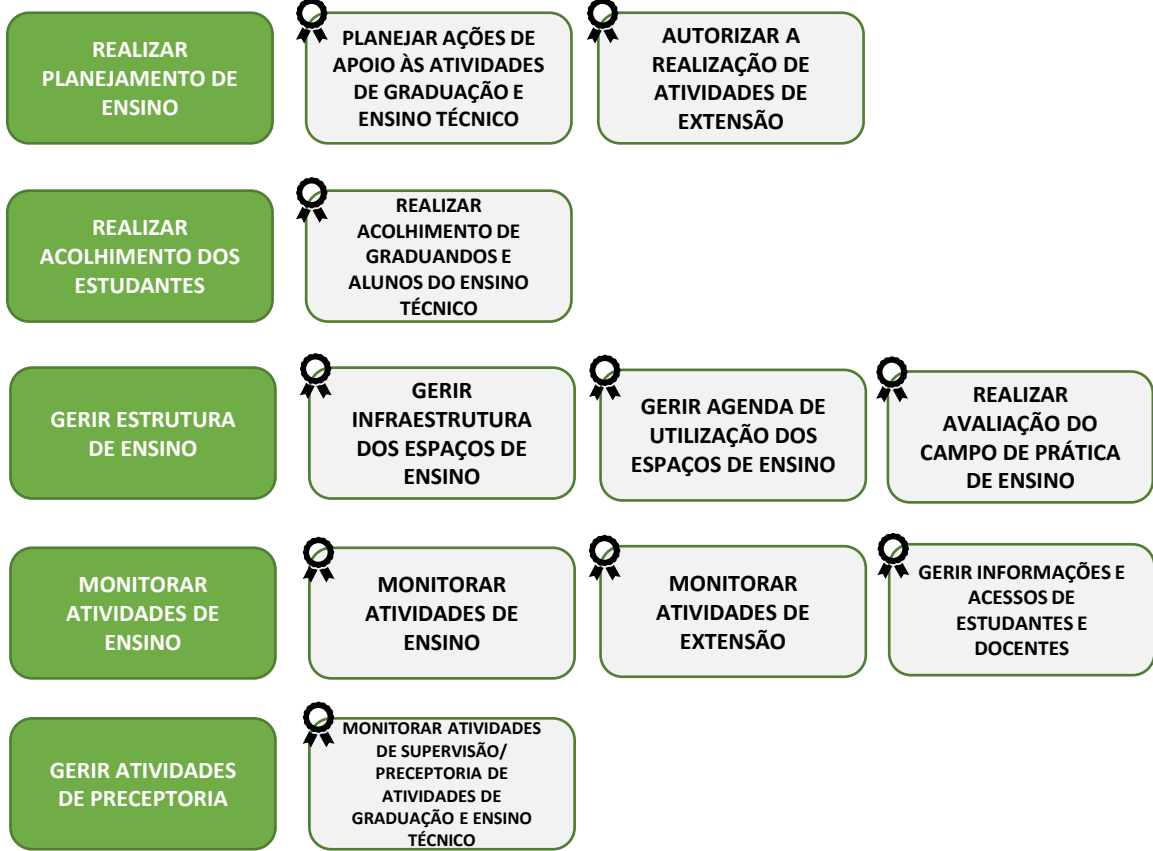 REALIZAR
PLANEJAMENTO DE
ENSINO
PLANEJAR AÇÕES DE
APOIO ÀS ATIVIDADES
DE GRADUAÇÃO E
ENSINO TÉCNICO
AUTORIZAR A
REALIZAÇÃO DE
ATIVIDADES DE
EXTENSÃO
REALIZAR
ACOLHIMENTO DOS
ESTUDANTES
REALIZAR
ACOLHIMENTO DE
GRADUANDOS E
ALUNOS DO ENSINO
TÉCNICO
GERIR ESTRUTURA
DE ENSINO
GERIR
INFRAESTRUTURA
DOS ESPAÇOS DE
ENSINO
GERIR AGENDA DE
UTILIZAÇÃO DOS
ESPAÇOS DE ENSINO
REALIZAR
AVALIAÇÃO DO
CAMPO DE PRÁTICA
DE ENSINO
MONITORAR
ATIVIDADES DE
ENSINO
MONITORAR
ATIVIDADES DE
ENSINO
MONITORAR
ATIVIDADES DE
EXTENSÃO
GERIR INFORMAÇÕES E
ACESSOS DE
ESTUDANTES E
DOCENTES
GERIR ATIVIDADES
DE PRECEPTORIA
MONITORAR ATIVIDADES
DE SUPERVISÃO/
PRECEPTORIA DE
ATIVIDADES DE
GRADUAÇÃO E ENSINO
TÉCNICO